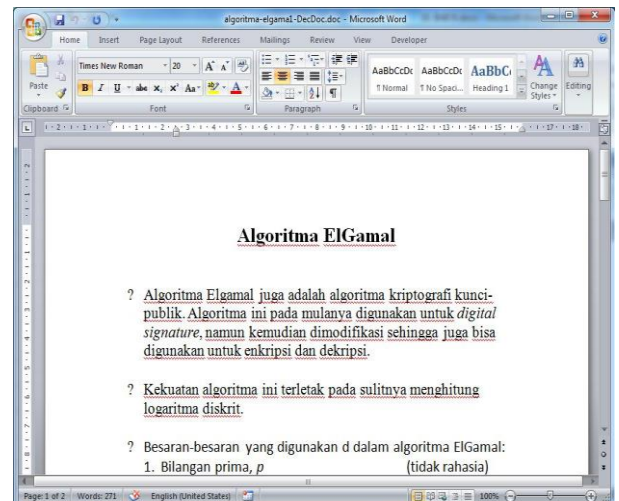 algoritma-elgamal-DecDoc.doc - Microsoft Word
Home Insert Page Layout References Mailings Review View Developer
Paste
Times New Roman 20
AaBbCcDc AaBbCcDc AaBbC
¶ Normal ¶ No Spaci... Heading 1
Change Styles
Editing
Clipboard Font Paragraph Styles
Algoritma ElGamal
? Algoritma Elgamal juga adalah algoritma kriptografi kunci-
publik. Algoritma ini pada mulanya digunakan untuk digital
signature, namun kemudian dimodifikasi sehingga juga bisa
digunakan untuk enkripsi dan dekripsi.
? Kekuatan algoritma ini terletak pada sulitnya menghitung
logaritma diskrit.
? Besaran-besaran yang digunakan d dalam algoritma ElGamal:
1. Bilangan prima, p (tidak rahasia)
Page: 1 of 2 Words: 271 English (United States) 100%